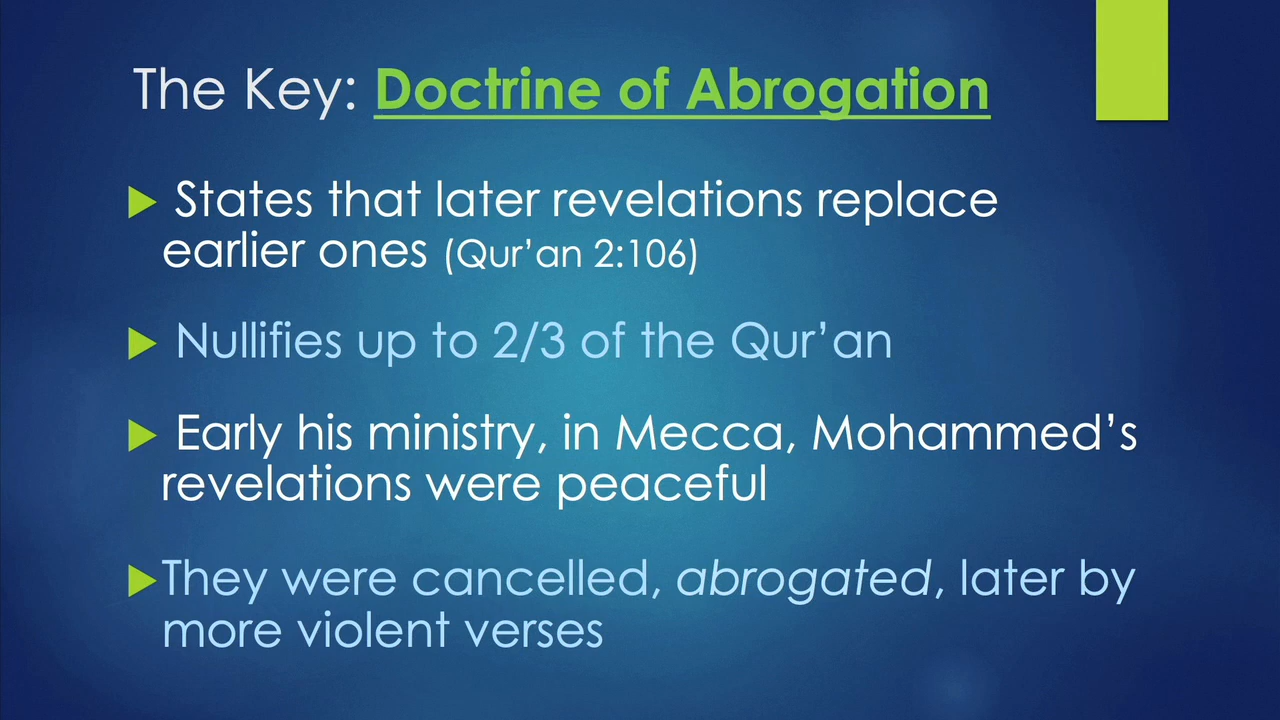 The Key: Doctrine of Abrogation
States that later revelations replace
earlier ones (Qur’an 2:106)
Nullifies up to 2/3 of the Qur’an
Early his ministry, in Mecca, Mohammed’s
revelations were peaceful
They were cancelled, abrogated, later by
more violent verses